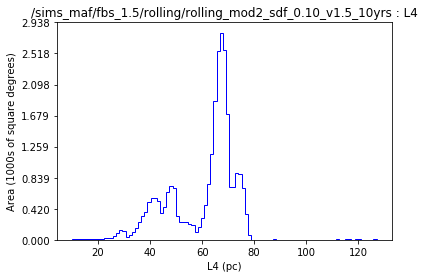 /sims_maf/fbs_1.5/rolling/rolling_mod2_sdf_0.10_v1.5_10yrs : L4
2.938
2.518
2.098
1.679
1.259
0.839
0.420
0.000
Area (1000s of square degrees)
20 40 60 80 100 120
L4 (pc)